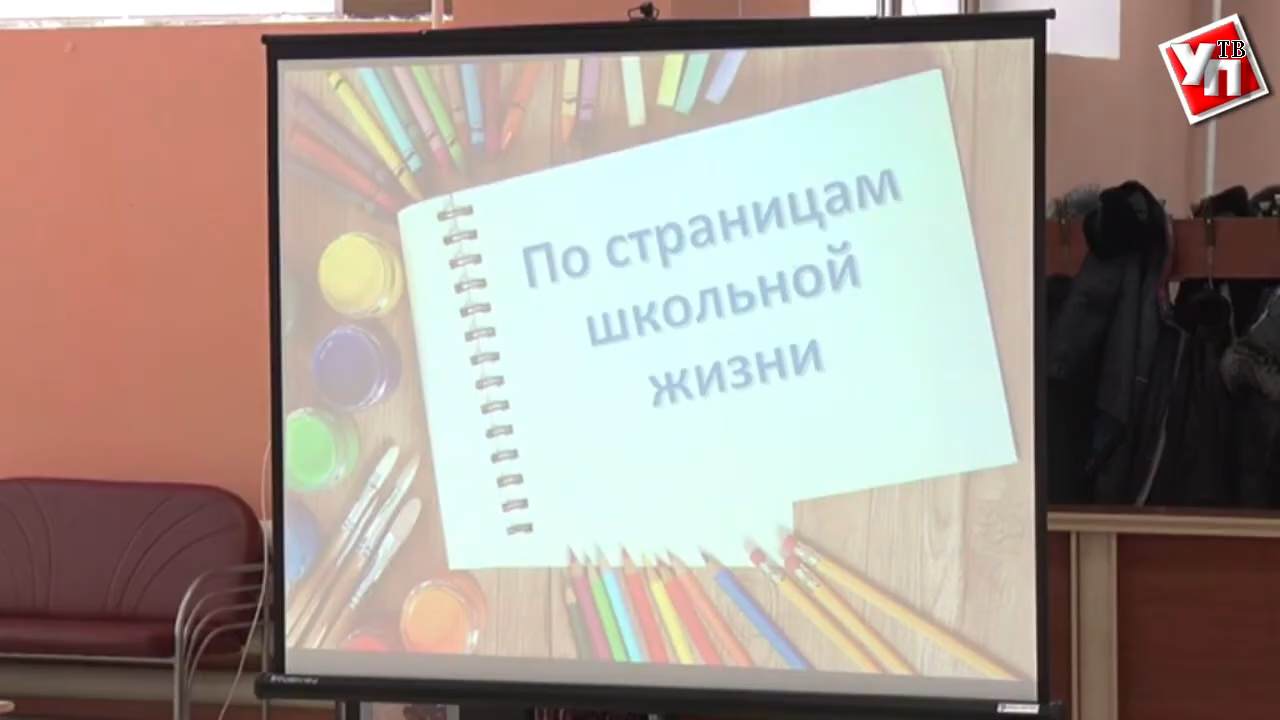 По страницам
школьной
жизни
УП
ТВ